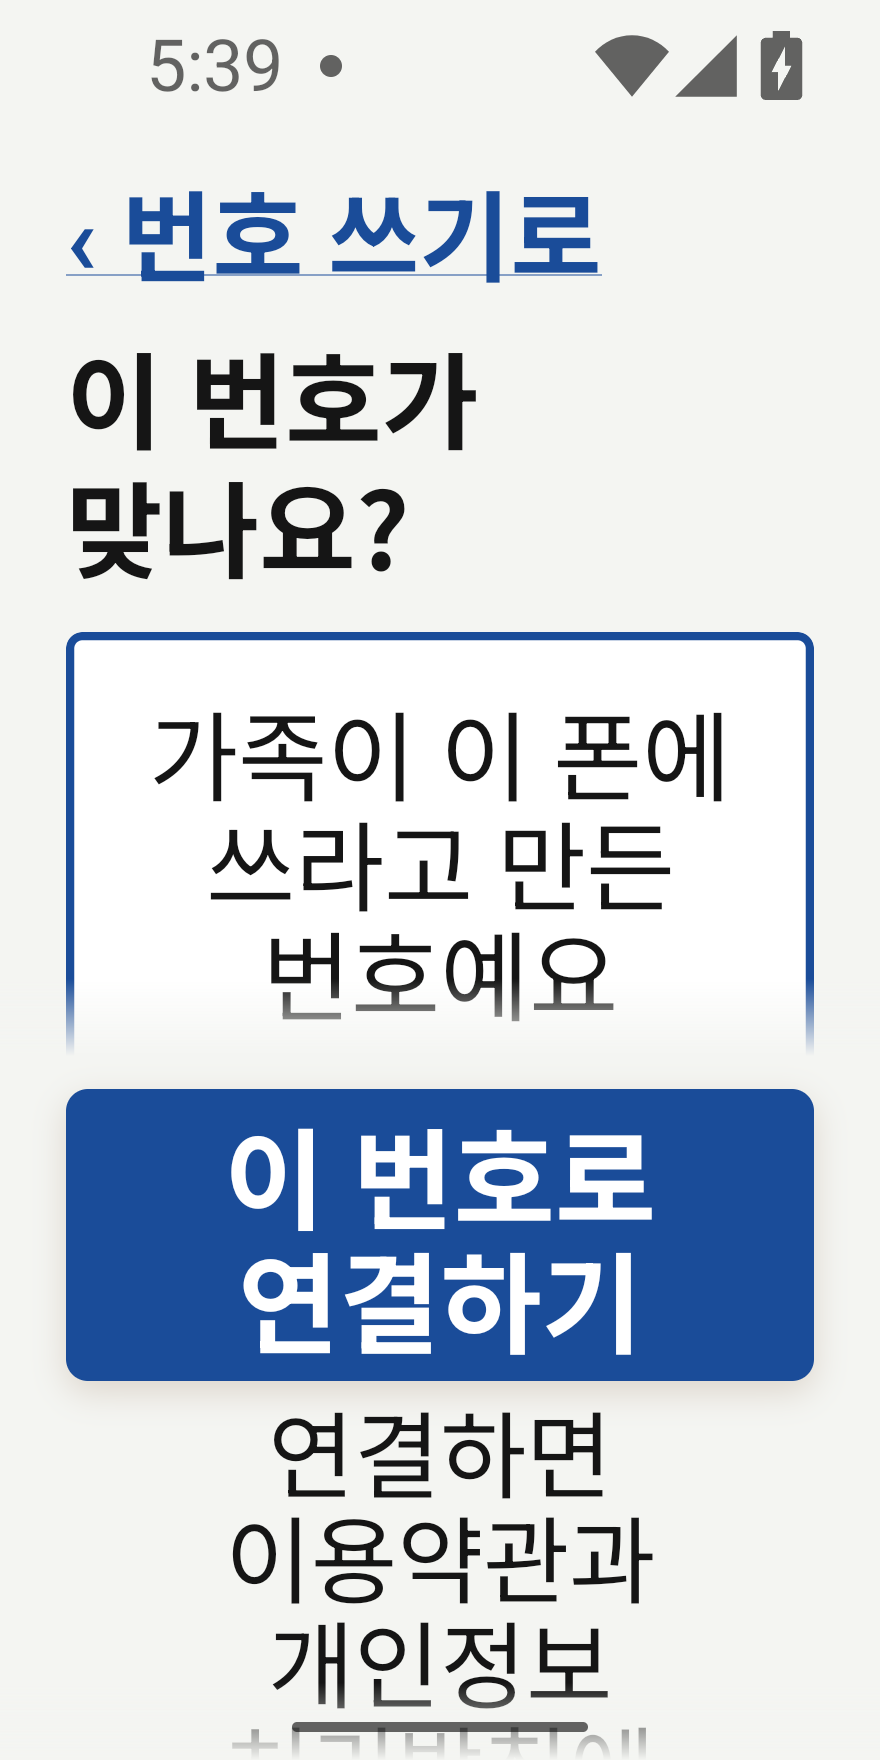 5:39
‹ 번호 쓰기로
이 번호가
맞나요?
가족이 이 폰에
쓰라고 만든
번호예요
이 번호로
연결하기
연결하면
이용약관과
개인정보